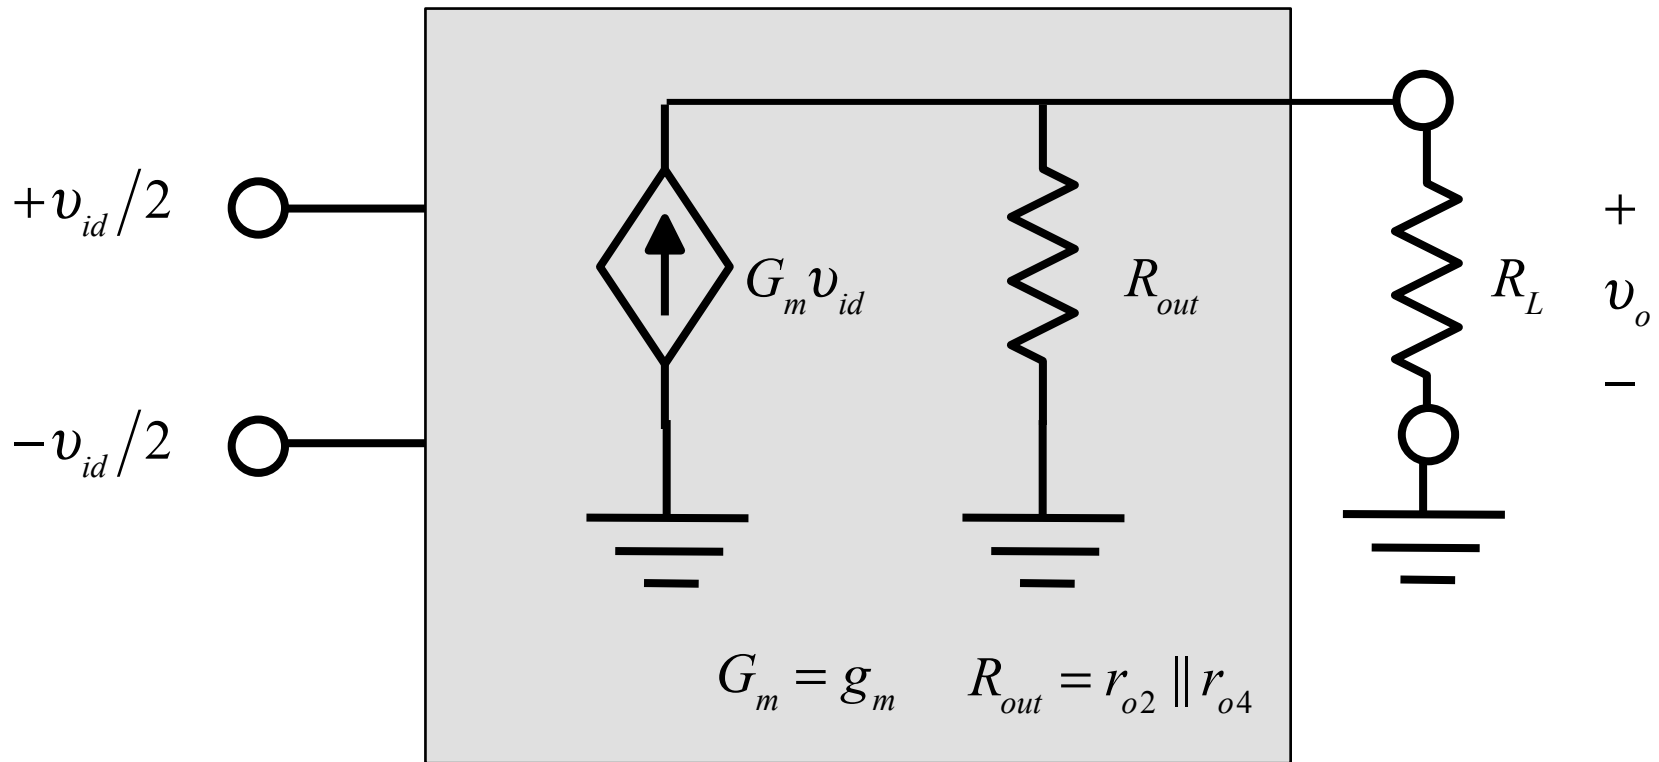 +υ_id/2
−υ_id/2
G_m υ_id
R_out
R_L
+
υ_o
−
G_m = g_m R_out = r_o2 || r_o4